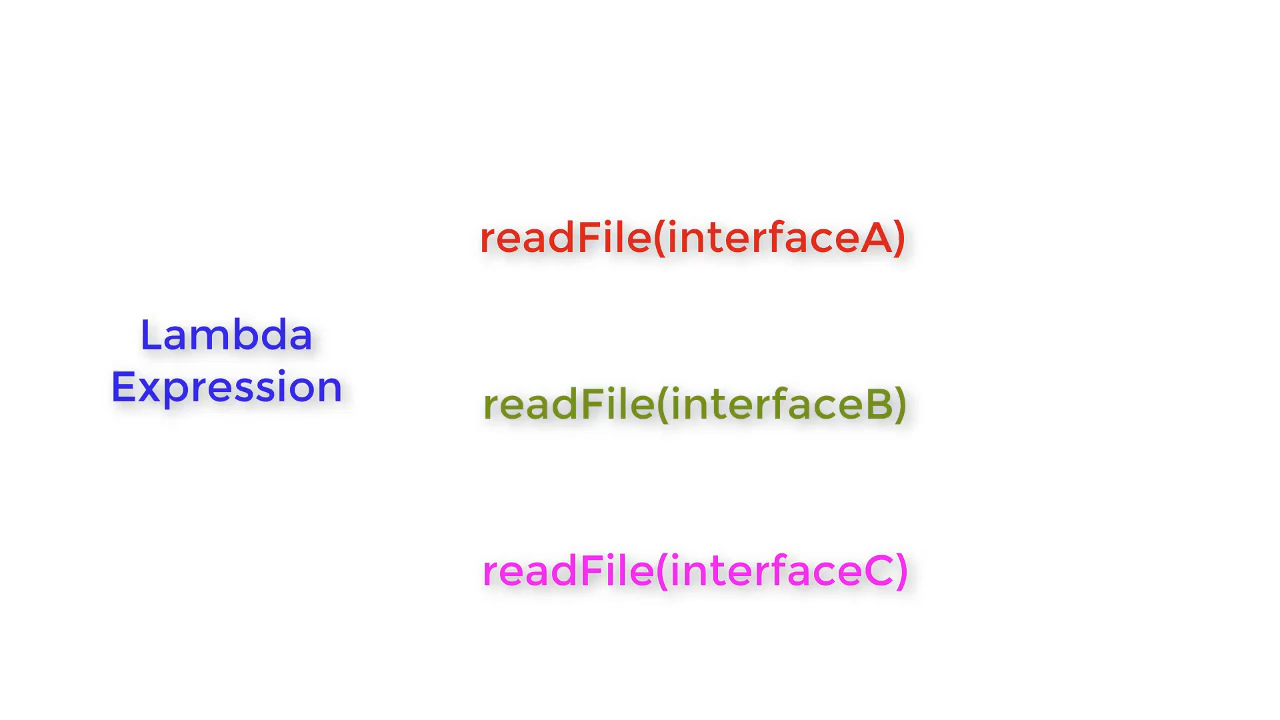 readFile(interfaceA)
Lambda
Expression
readFile(interfaceB)
readFile(interfaceC)